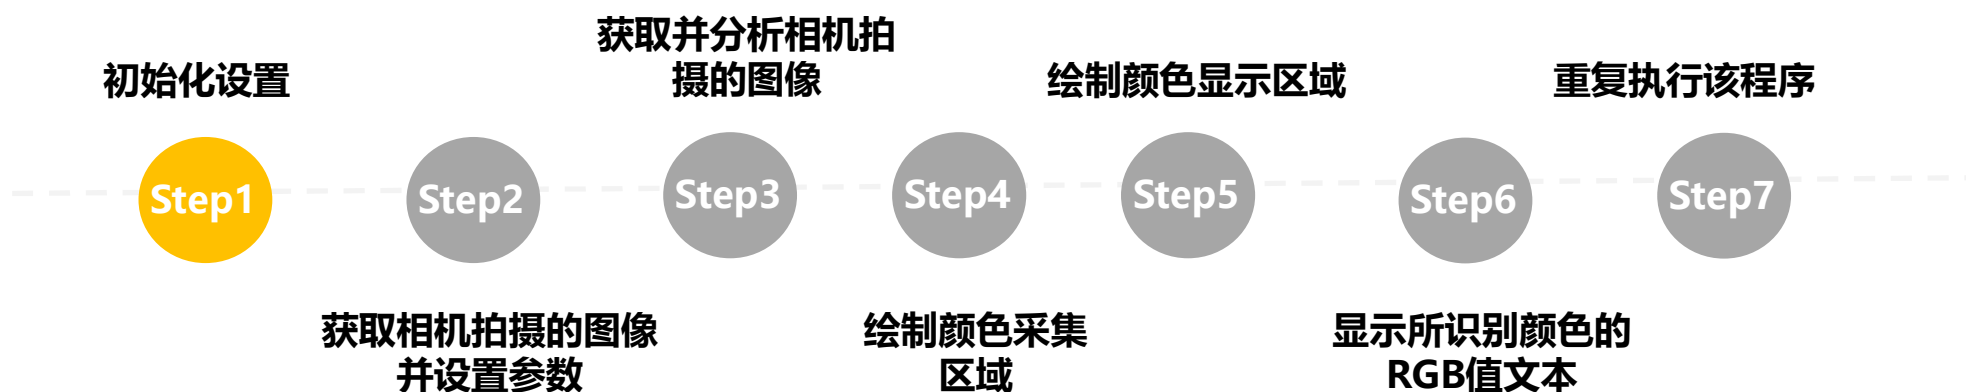 获取并分析相机拍
摄的图像
初始化设置
绘制颜色显示区域
重复执行该程序
Step1
Step2
Step3
Step4
Step5
Step6
Step7
获取相机拍摄的图像
并设置参数
绘制颜色采集
区域
显示所识别颜色的
RGB值文本